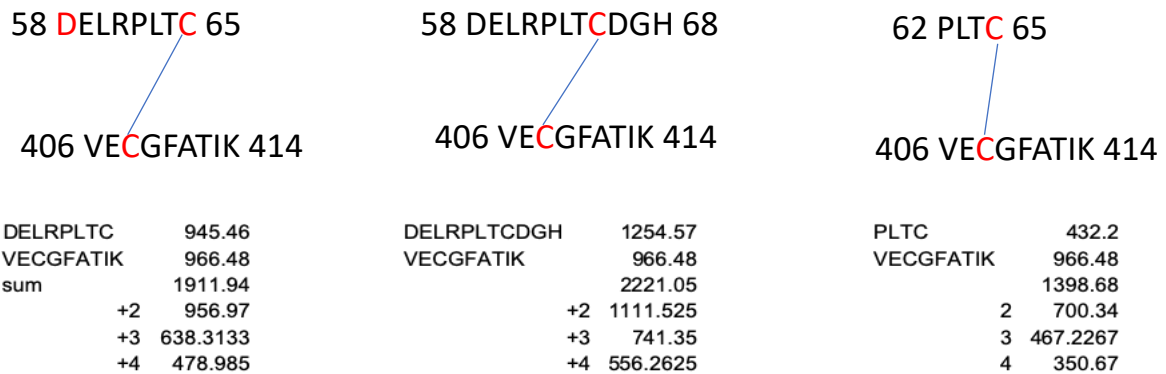 58 DELRPLTC 65
406 VECGFATIK 414
DELRPLTC 945.46
VECGFATIK 966.48
sum 1911.94
+2 956.97
+3 638.3133
+4 478.985
58 DELRPLTCDGH 68
406 VECGFATIK 414
DELRPLTCDGH 1254.57
VECGFATIK 966.48
2221.05
+2 1111.525
+3 741.35
+4 556.2625
62 PLTC 65
406 VECGFATIK 414
PLTC 432.2
VECGFATIK 966.48
1398.68
2 700.34
3 467.2267
4 350.67